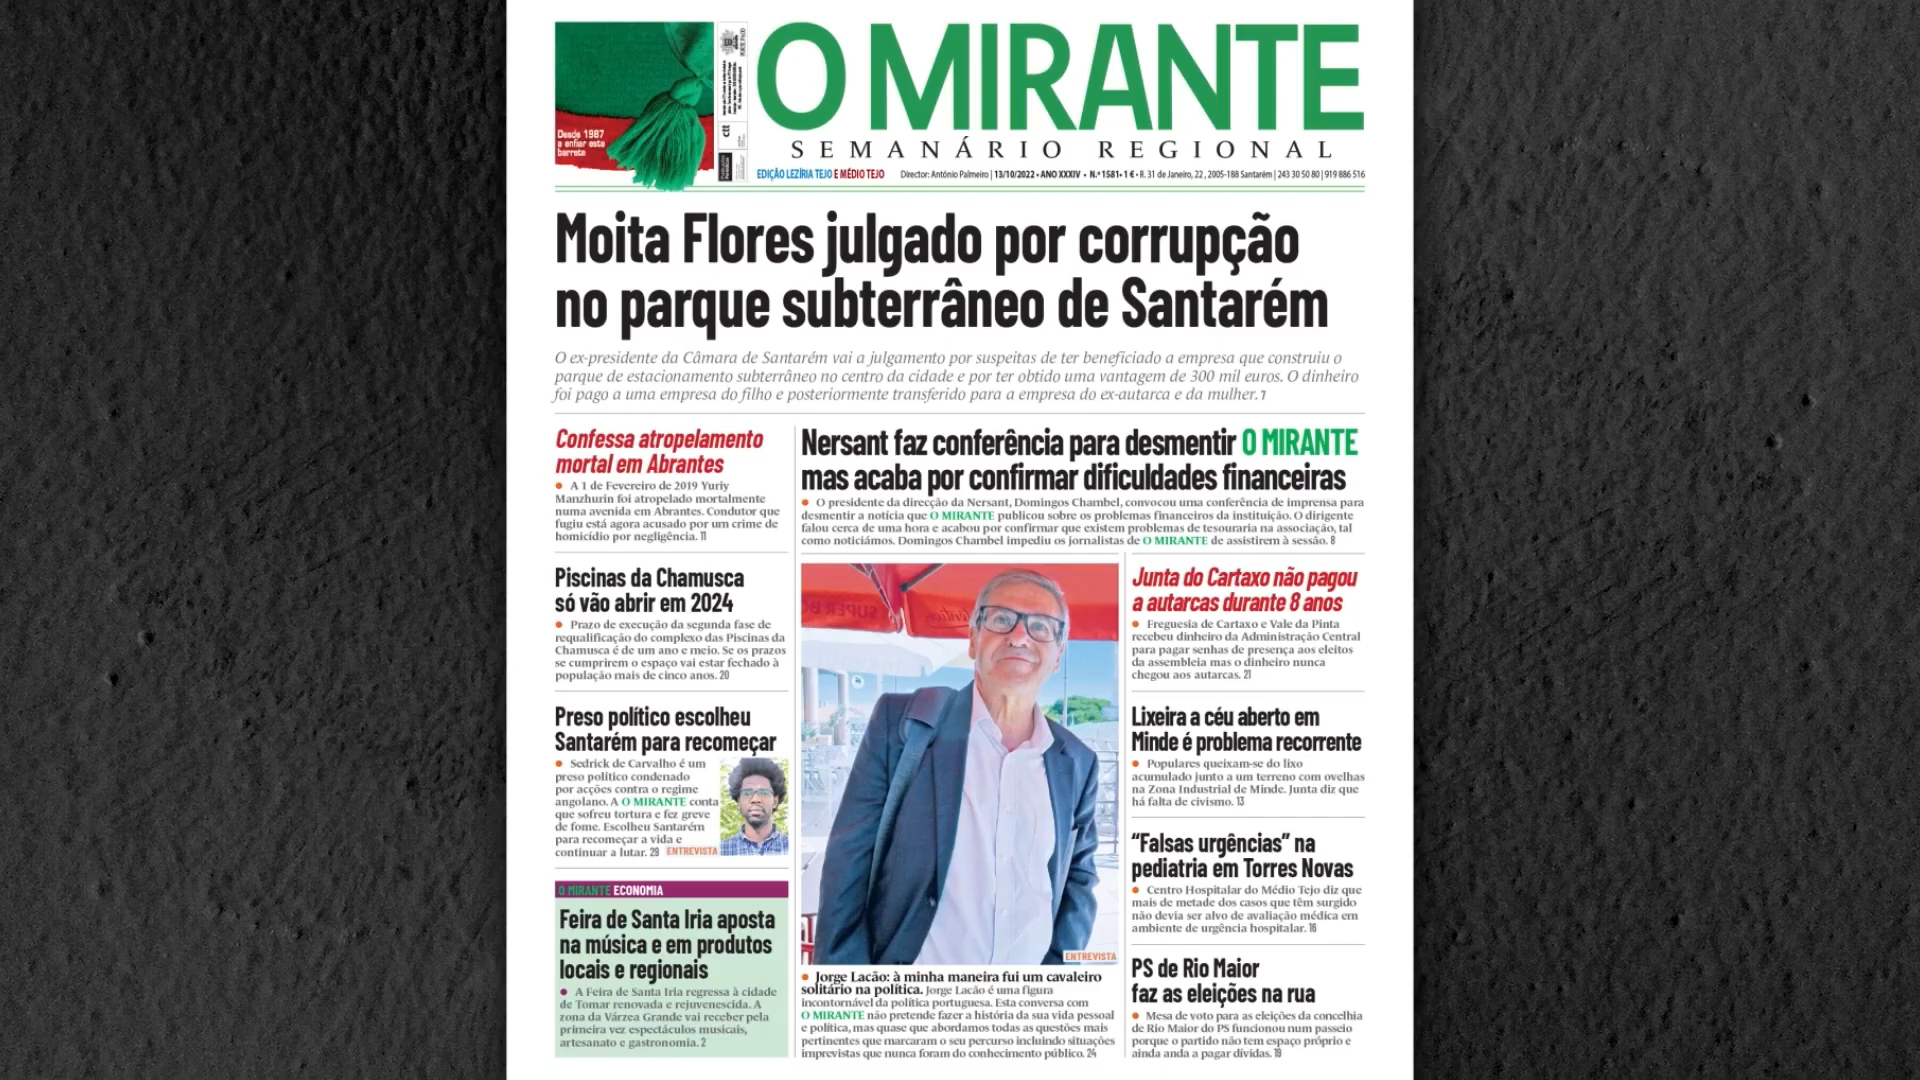 Desde 1987
a enfiar este
barrete
ctt
O MIRANTE
SEMANÁRIO REGIONAL
EDIÇÃO LEZÍRIA TEJO E MÉDIO TEJO
Director: António Palmeiro | 13/10/2022 • ANO XXXIV • N.º 1581 • 1 € • R. 31 de Janeiro, 22, 2005-188 Santarém | 243 30 50 80 | 919 886 516
Moita Flores julgado por corrupção
no parque subterrâneo de Santarém
O ex-presidente da Câmara de Santarém vai a julgamento por suspeitas de ter beneficiado a empresa que construiu o
parque de estacionamento subterrâneo no centro da cidade e por ter obtido uma vantagem de 300 mil euros. O dinheiro
foi pago a uma empresa do filho e posteriormente transferido para a empresa do ex-autarca e da mulher. 7
Confessa atropelamento
mortal em Abrantes
• A 1 de Fevereiro de 2019 Yuriy
Manzhurin foi atropelado mortalmente
numa avenida em Abrantes. Condutor que
fugiu está agora acusado por um crime de
homicídio por negligência. 11
Piscinas da Chamusca
só vão abrir em 2024
• Prazo de execução da segunda fase de
requalificação do complexo das Piscinas da
Chamusca é de um ano e meio. Se os prazos
se cumprirem o espaço vai estar fechado à
população mais de cinco anos. 20
Preso político escolheu
Santarém para recomeçar
• Sedrick de Carvalho é um
preso político condenado
por acções contra o regime
angolano. A O MIRANTE conta
que sofreu tortura e fez greve
de fome. Escolheu Santarém
para recomeçar a vida e
continuar a lutar. 29 ENTREVISTA
O MIRANTE ECONOMIA
Feira de Santa Iria aposta
na música e em produtos
locais e regionais
• A Feira de Santa Iria regressa à cidade
de Tomar renovada e rejuvenescida. A
zona da Várzea Grande vai receber pela
primeira vez espectáculos musicais,
artesanato e gastronomia. 2
Nersant faz conferência para desmentir O MIRANTE
mas acaba por confirmar dificuldades financeiras
• O presidente da direcção da Nersant, Domingos Chambel, convocou uma conferência de imprensa para
desmentir a notícia que O MIRANTE publicou sobre os problemas financeiros da instituição. O dirigente
falou cerca de uma hora e acabou por confirmar que existem problemas de tesouraria na associação, tal
como noticiámos. Domingos Chambel impediu os jornalistas de O MIRANTE de assistirem à sessão. 8
SUPER BO
ENTREVISTA
• Jorge Lacão: à minha maneira fui um cavaleiro
solitário na política. Jorge Lacão é uma figura
incontornável da política portuguesa. Esta conversa com
O MIRANTE não pretende fazer a história da sua vida pessoal
e política, mas quase que abordamos todas as questões mais
pertinentes que marcaram o seu percurso incluindo situações
imprevistas que nunca foram do conhecimento público. 24
Junta do Cartaxo não pagou
a autarcas durante 8 anos
• Freguesia de Cartaxo e Vale da Pinta
recebeu dinheiro da Administração Central
para pagar senhas de presença aos eleitos
da assembleia mas o dinheiro nunca
chegou aos autarcas. 21
Lixeira a céu aberto em
Minde é problema recorrente
• Populares queixam-se do lixo
acumulado junto a um terreno com ovelhas
na Zona Industrial de Minde. Junta diz que
há falta de civismo. 13
“Falsas urgências” na
pediatria em Torres Novas
• Centro Hospitalar do Médio Tejo diz que
mais de metade dos casos que têm surgido
não devia ser alvo de avaliação médica em
ambiente de urgência hospitalar. 16
PS de Rio Maior
faz as eleições na rua
• Mesa de voto para as eleições da concelhia
de Rio Maior do PS funcionou num passeio
porque o partido não tem espaço próprio e
ainda anda a pagar dívidas. 19